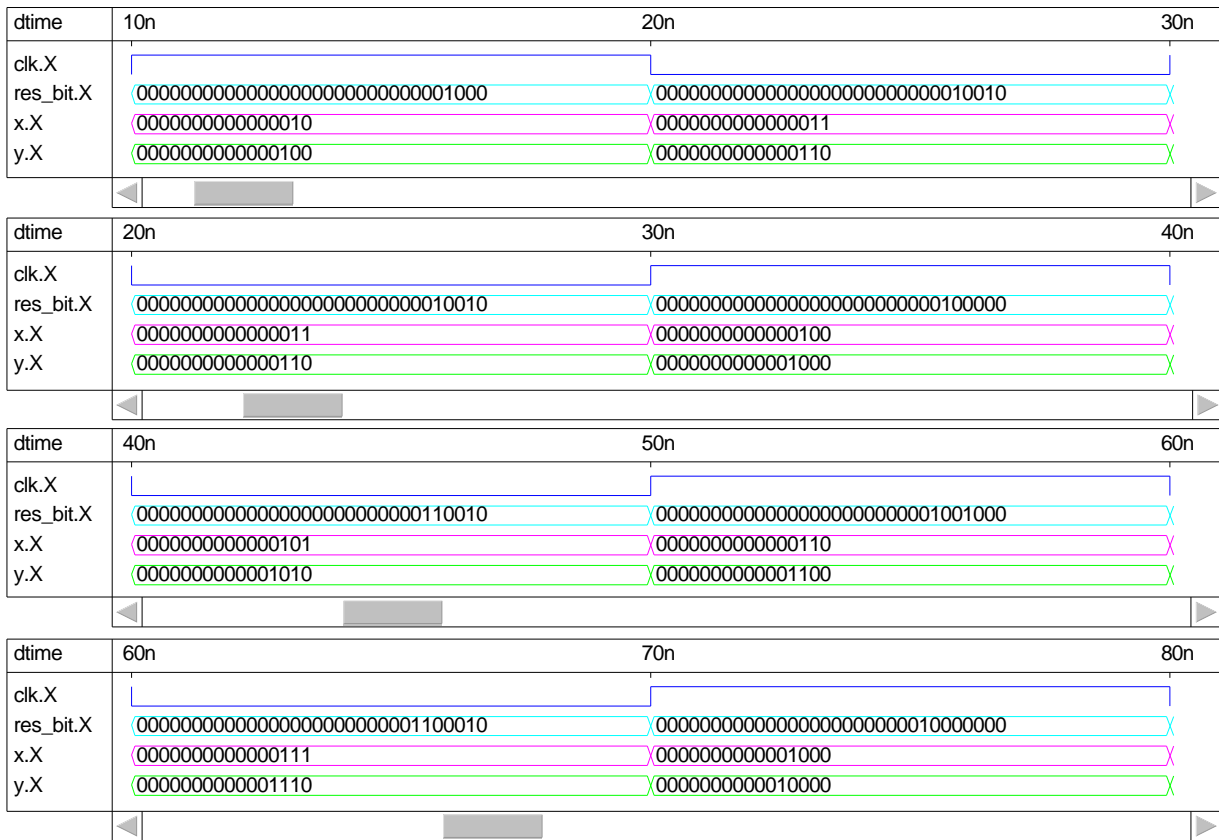 dtime 10n 20n 30n
clk.X
res_bit.X 00000000000000000000000000001000 00000000000000000000000000010010
x.X 0000000000000010 0000000000000011
y.X 0000000000000100 0000000000000110
dtime 20n 30n 40n
clk.X
res_bit.X 00000000000000000000000000010010 00000000000000000000000000100000
x.X 0000000000000011 0000000000000100
y.X 0000000000000110 0000000000001000
dtime 40n 50n 60n
clk.X
res_bit.X 00000000000000000000000000110010 00000000000000000000000001001000
x.X 0000000000000101 0000000000000110
y.X 0000000000001010 0000000000001100
dtime 60n 70n 80n
clk.X
res_bit.X 00000000000000000000000001100010 00000000000000000000000010000000
x.X 0000000000000111 0000000000001000
y.X 0000000000001110 0000000000010000